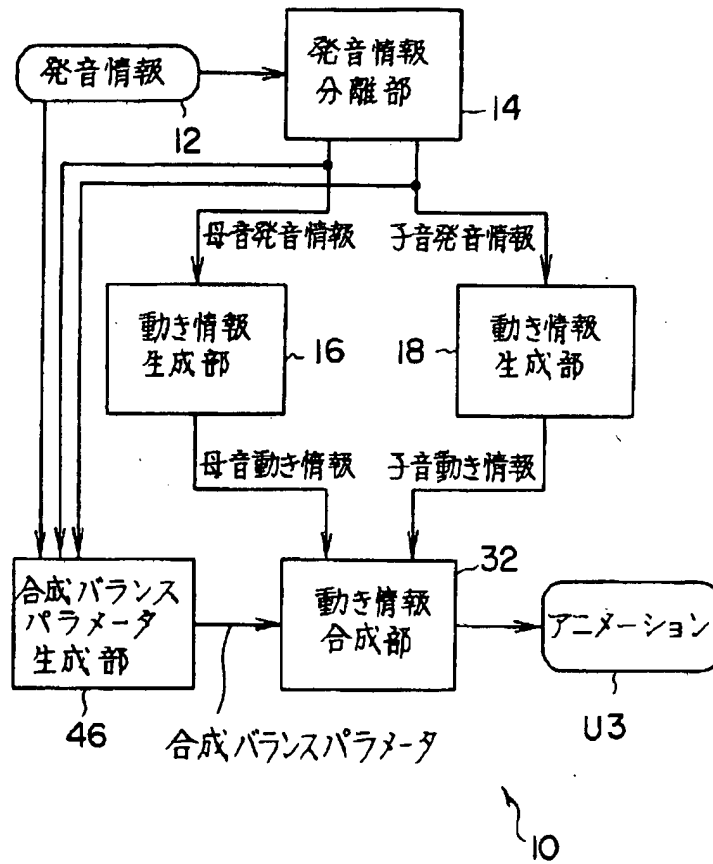 発音情報
12
発音情報
分離部
14
母音発音情報
子音発音情報
動き情報
生成部
16
18
動き情報
生成部
母音動き情報
子音動き情報
合成バランス
パラメータ
生成部
46
合成バランスパラメータ
32
動き情報
合成部
アニメーション
U3
10